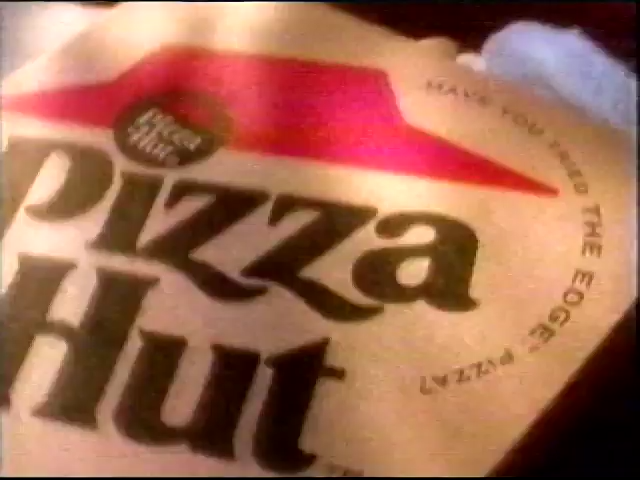 Pizza
Hut®
Pizza
Hut
HAVE YOU TRIED THE EDGE™ PIZZA?